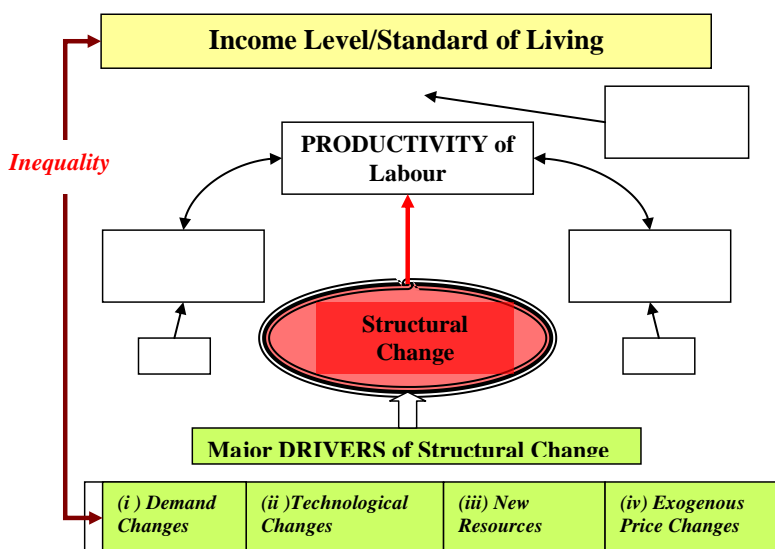 Income Level/Standard of Living
PRODUCTIVITY of
Labour
Inequality
Structural
Change
Major DRIVERS of Structural Change
(i ) Demand
Changes
(ii )Technological
Changes
(iii) New
Resources
(iv) Exogenous
Price Changes